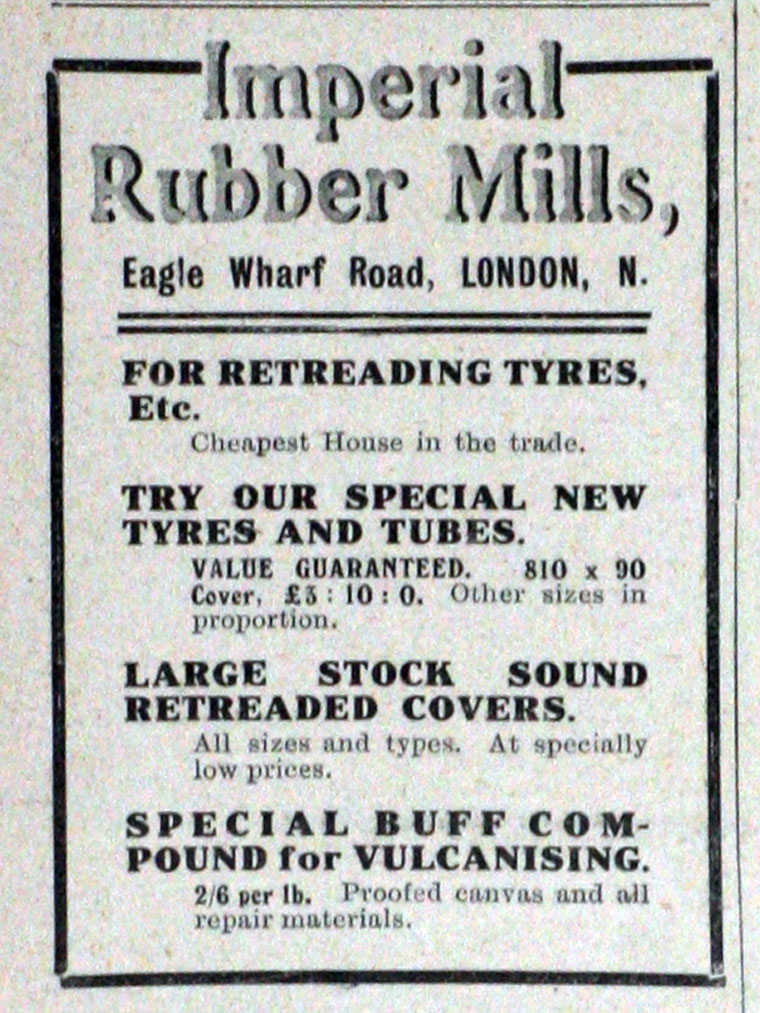 Imperial
Rubber Mills,
Eagle Wharf Road, LONDON, N.
FOR RETREADING TYRES,
Etc.
Cheapest House in the trade.
TRY OUR SPECIAL NEW
TYRES AND TUBES.
VALUE GUARANTEED. 810 x 90
Cover, £3 : 10 : 0. Other sizes in
proportion.
LARGE STOCK SOUND
RETREADED COVERS.
All sizes and types. At specially
low prices.
SPECIAL BUFF COM-
POUND for VULCANISING.
2/6 per lb. Proofed canvas and all
repair materials.